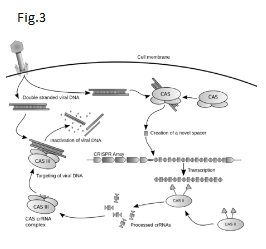 Fig.3
Cell membrane
Double stranded viral DNA
CAS
CAS
Inactivation of viral DNA
Creation of a novel spacer
CAS III
CRISPR Array
Targeting of viral DNA
Transcription
CAS III
CAS II
CAS II
CAS crRNA
complex
Processed crRNAs